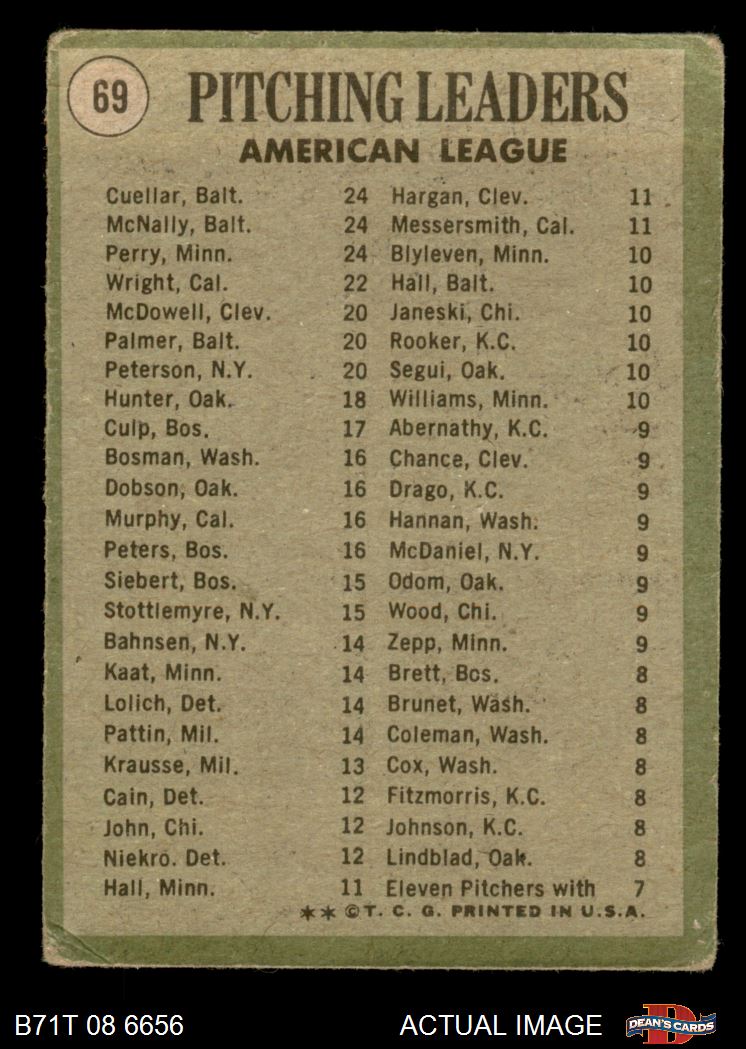 69
PITCHING LEADERS
AMERICAN LEAGUE
Cuellar, Balt. 24 Hargan, Clev. 11
McNally, Balt. 24 Messersmith, Cal. 11
Perry, Minn. 24 Blyleven, Minn. 10
Wright, Cal. 22 Hall, Balt. 10
McDowell, Clev. 20 Janeski, Chi. 10
Palmer, Balt. 20 Rooker, K.C. 10
Peterson, N.Y. 20 Segui, Oak. 10
Hunter, Oak. 18 Williams, Minn. 10
Culp, Bos. 17 Abernathy, K.C. 9
Bosman, Wash. 16 Chance, Clev. 9
Dobson, Oak. 16 Drago, K.C. 9
Murphy, Cal. 16 Hannan, Wash. 9
Peters, Bos. 16 McDaniel, N.Y. 9
Siebert, Bos. 15 Odom, Oak. 9
Stottlemyre, N.Y. 15 Wood, Chi. 9
Bahnsen, N.Y. 14 Zepp, Minn. 9
Kaat, Minn. 14 Brett, Bos. 8
Lolich, Det. 14 Brunet, Wash. 8
Pattin, Mil. 14 Coleman, Wash. 8
Krausse, Mil. 13 Cox, Wash. 8
Cain, Det. 12 Fitzmorris, K.C. 8
John, Chi. 12 Johnson, K.C. 8
Niekro. Det. 12 Lindblad, Oak. 8
Hall, Minn. 11 Eleven Pitchers with 7
✶✶ ©T. C. G. PRINTED IN U.S.A.
B71T 08 6656 ACTUAL IMAGE DEAN'S CARDS